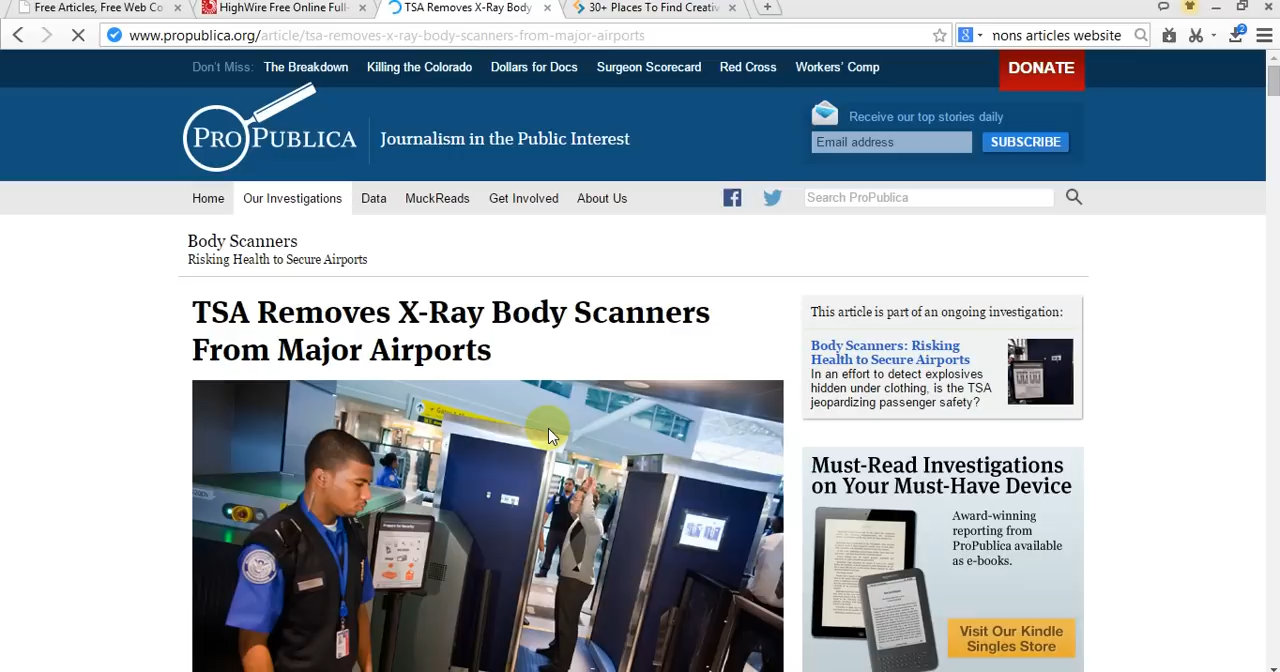 Free Articles, Free Web Co
HighWire Free Online Full-
TSA Removes X-Ray Body
30+ Places To Find Creativ
www.propublica.org/article/tsa-removes-x-ray-body-scanners-from-major-airports
nons articles website
2
Don't Miss: The Breakdown Killing the Colorado Dollars for Docs Surgeon Scorecard Red Cross Workers' Comp
DONATE
PROPUBLICA
Journalism in the Public Interest
Receive our top stories daily
Email address
SUBSCRIBE
Home Our Investigations Data MuckReads Get Involved About Us
Search ProPublica
Body Scanners
Risking Health to Secure Airports
TSA Removes X-Ray Body Scanners
From Major Airports
This article is part of an ongoing investigation:
Body Scanners: Risking
Health to Secure Airports
In an effort to detect explosives
hidden under clothing, is the TSA
jeopardizing passenger safety?
Must-Read Investigations
on Your Must-Have Device
Award-winning
reporting from
ProPublica available
as e-books.
Visit Our Kindle
Singles Store